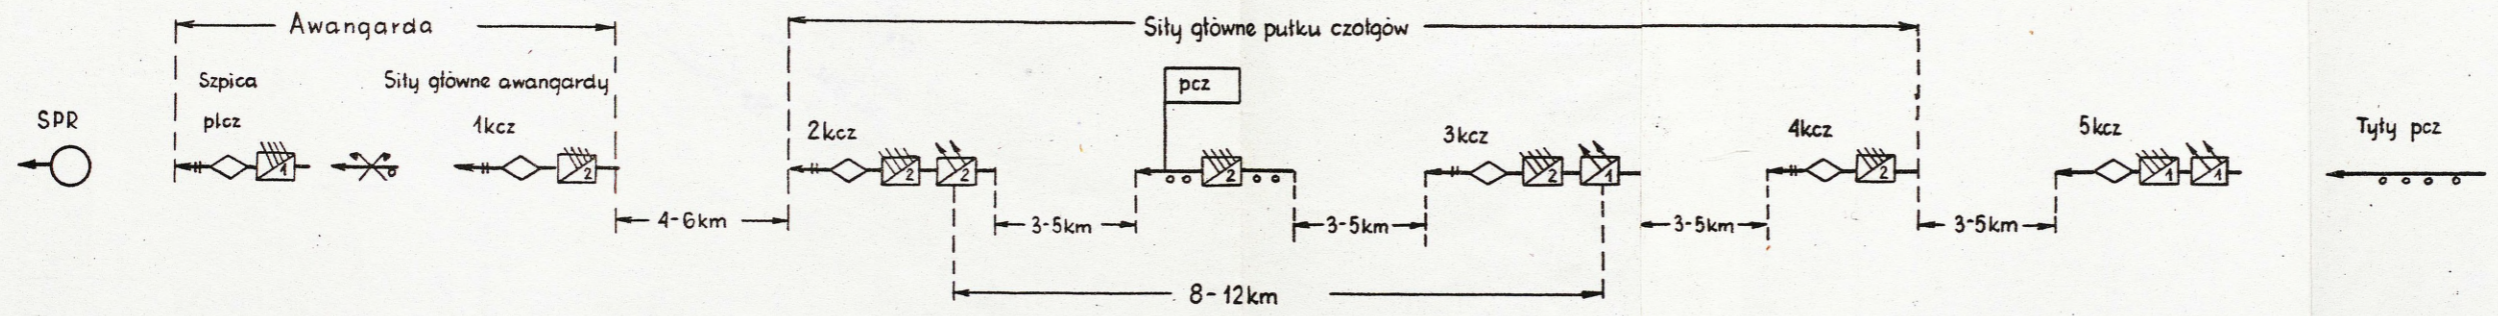 Awangarda
Siły główne pułku czołgów
Szpica
Siły główne awangardy
pcz
SPR
plcz
1kcz
2kcz
3kcz
4kcz
5kcz
Tyły pcz
1
2
2
2
2
2
1
2
1
1
4-6km
3-5km
3-5km
3-5km
3-5km
8-12km